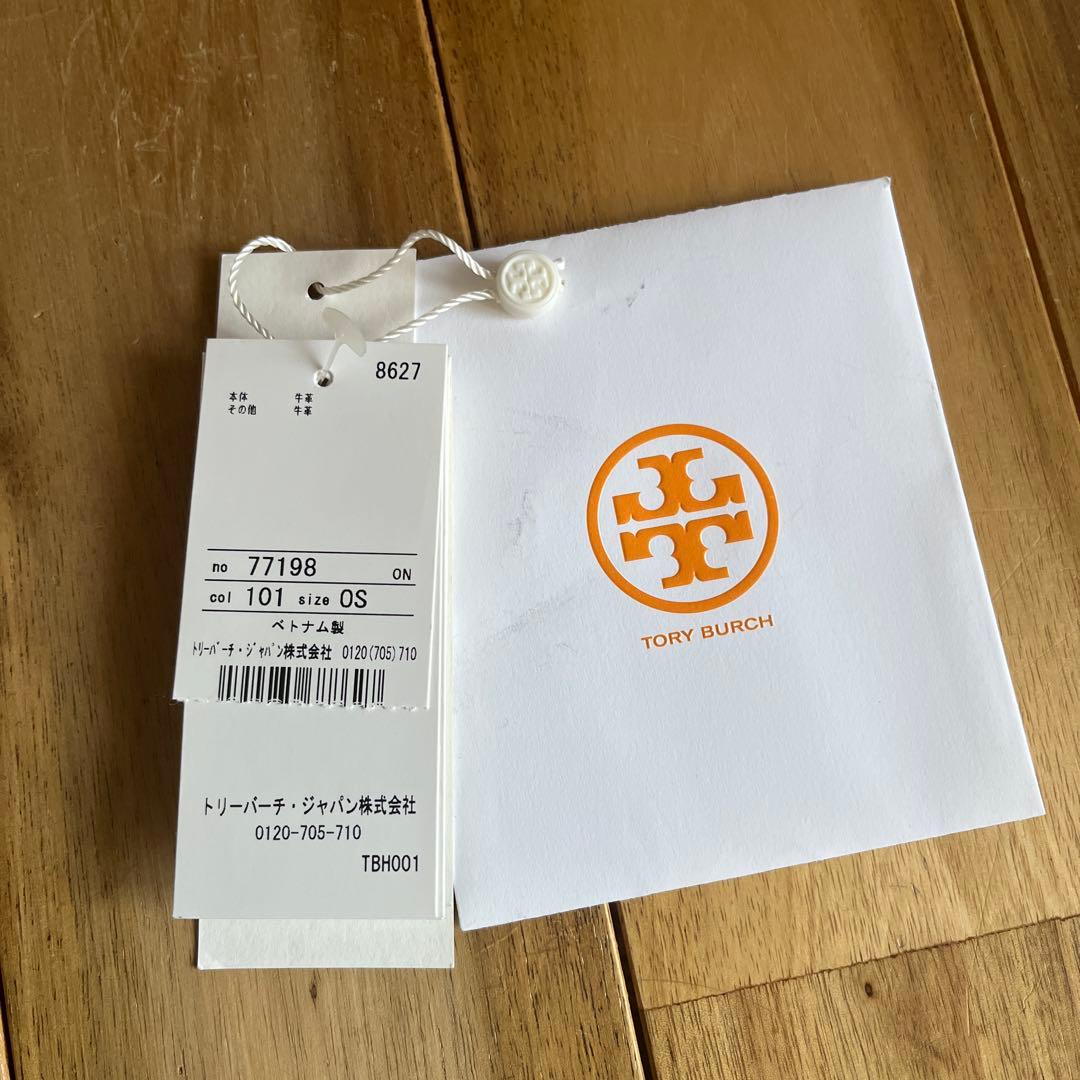 8627
本体 牛革
その他 牛革
no 77198 ON
col 101 size OS
ベトナム製
ﾄﾘｰﾊﾞｰﾁ・ｼﾞｬﾊﾟﾝ株式会社 0120(705)710
トリーバーチ・ジャパン株式会社
0120-705-710
TBH001
TORY BURCH